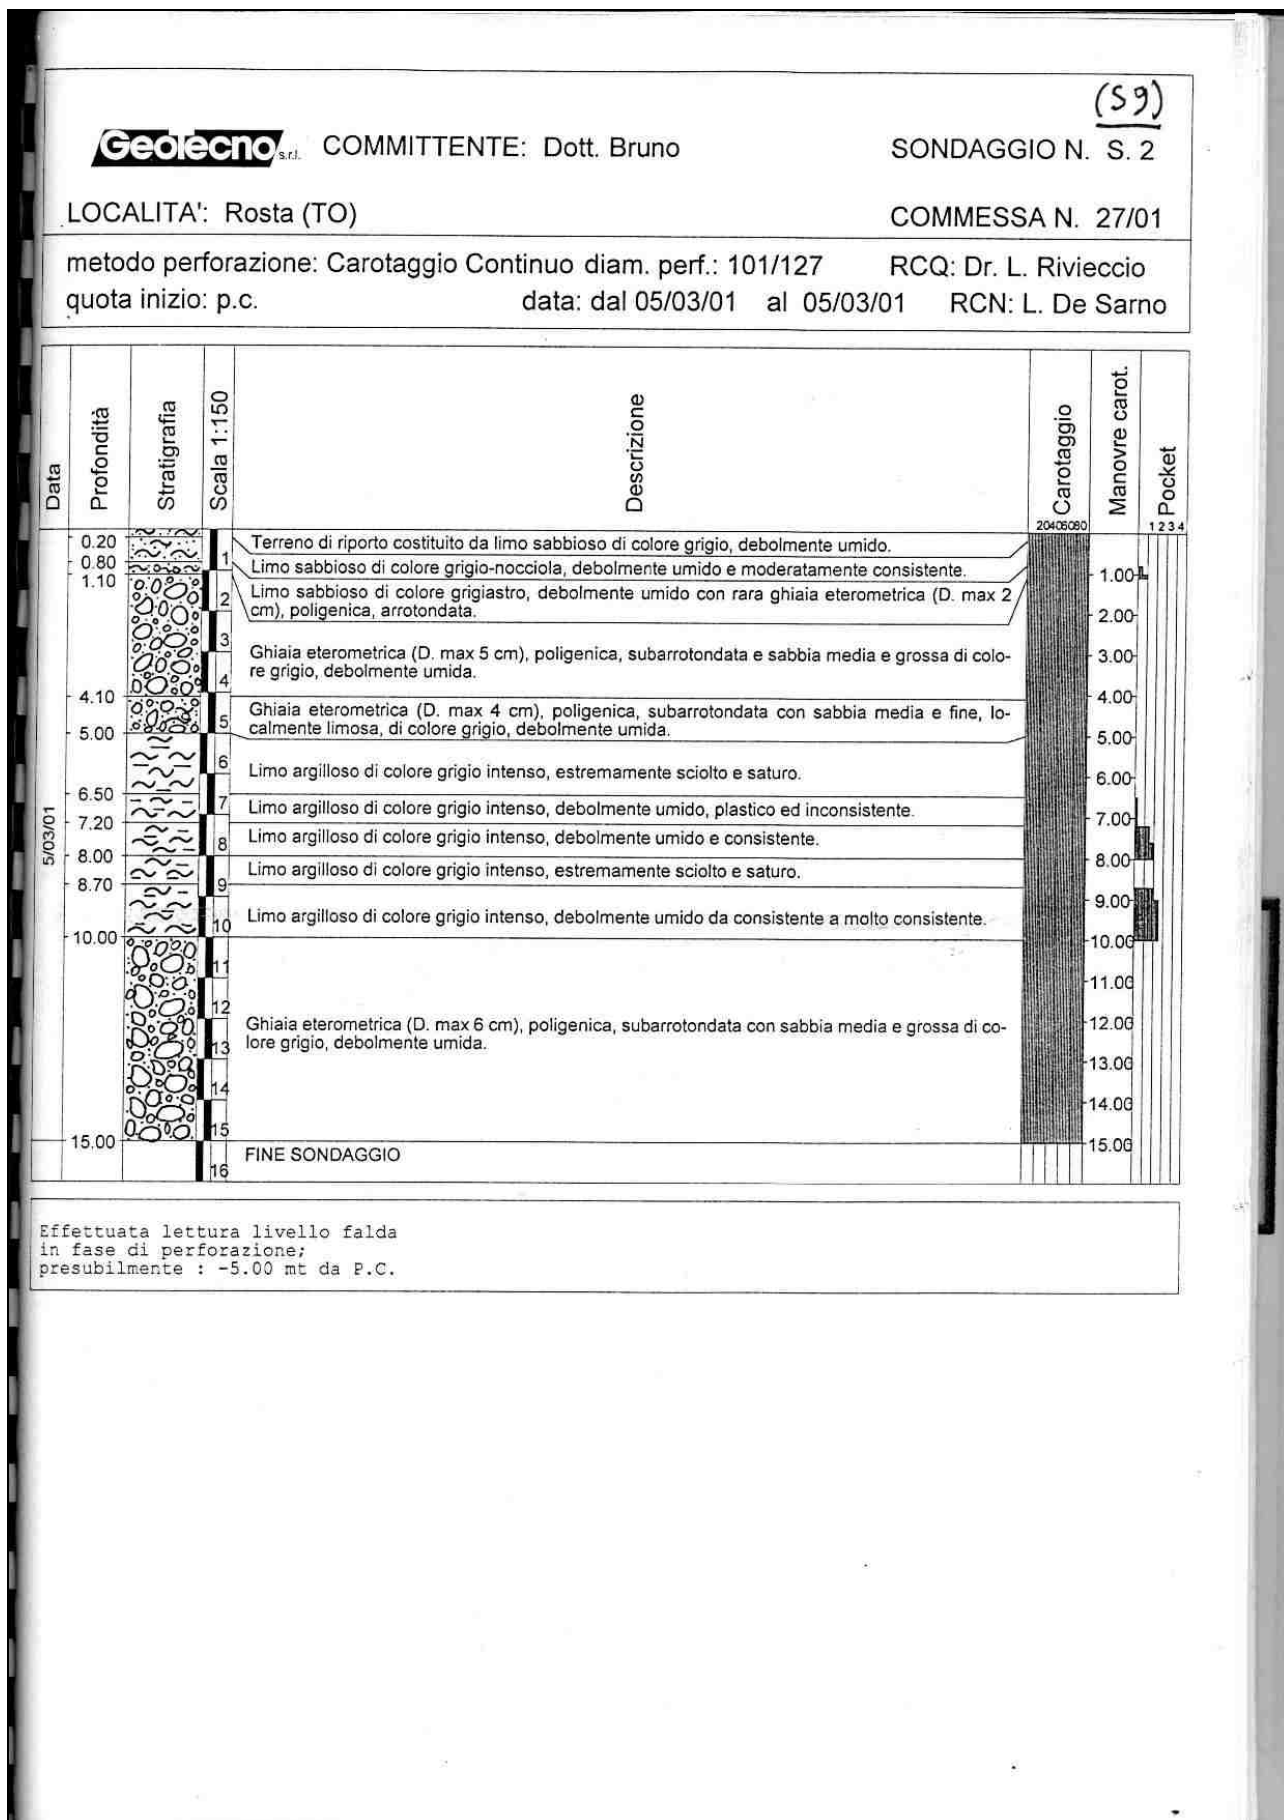 (S9)
GeoTecno s.r.l. COMMITTENTE: Dott. Bruno SONDAGGIO N. S. 2
LOCALITA': Rosta (TO) COMMESSA N. 27/01
metodo perforazione: Carotaggio Continuo diam. perf.: 101/127 RCQ: Dr. L. Rivieccio
quota inizio: p.c. data: dal 05/03/01 al 05/03/01 RCN: L. De Sarno
Data Profondità Stratigrafia Scala 1:150 Descrizione Carotaggio Manovre carot. Pocket
20406080 1 2 3 4
0.20 Terreno di riporto costituito da limo sabbioso di colore grigio, debolmente umido.
0.80 1 Limo sabbioso di colore grigio-nocciola, debolmente umido e moderatamente consistente.
1.10 1.00
2 Limo sabbioso di colore grigiastro, debolmente umido con rara ghiaia eterometrica (D. max 2
cm), poligenica, arrotondata. 2.00
3 Ghiaia eterometrica (D. max 5 cm), poligenica, subarrotondata e sabbia media e grossa di colo- 3.00
4 re grigio, debolmente umida.
4.10 4.00
5 Ghiaia eterometrica (D. max 4 cm), poligenica, subarrotondata con sabbia media e fine, lo-
calmente limosa, di colore grigio, debolmente umida.
5.00 5.00
6 Limo argilloso di colore grigio intenso, estremamente sciolto e saturo. 6.00
6.50
7 Limo argilloso di colore grigio intenso, debolmente umido, plastico ed inconsistente.
7.20 7.00
5/03/01 8 Limo argilloso di colore grigio intenso, debolmente umido e consistente.
8.00 8.00
Limo argilloso di colore grigio intenso, estremamente sciolto e saturo.
8.70 9
9.00
10 Limo argilloso di colore grigio intenso, debolmente umido da consistente a molto consistente.
10.00 10.00
11 11.00
12 12.00
Ghiaia eterometrica (D. max 6 cm), poligenica, subarrotondata con sabbia media e grossa di co-
13 lore grigio, debolmente umida. 13.00
14 14.00
15
15.00 15.00
FINE SONDAGGIO
16
Effettuata lettura livello falda
in fase di perforazione;
presubilmente : -5.00 mt da P.C.